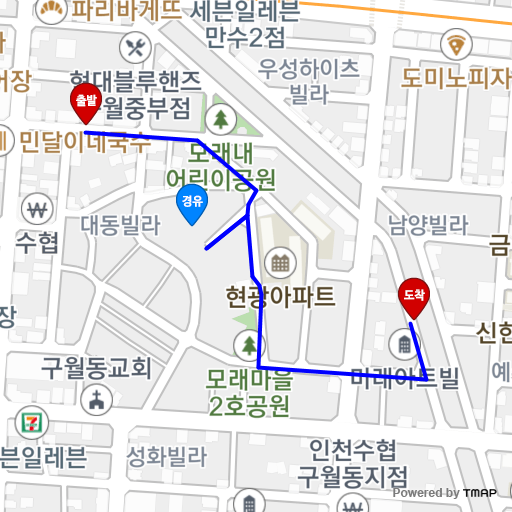 파리바게뜨
세븐일레븐
만수2점
어장
현대블루핸즈
구월중부점
우성하이츠
빌라
도미노피자
출발
민달이네국수
모래내
어린이공원
경유
수협
대동빌라
남양빌라
금
장
현광아파트
도착
신한
구월동교회
모래마을
2호공원
미래아트빌
예
7
ELEVEN
븐일레븐
성화빌라
인천수협
구월동지점
Powered by TMAP